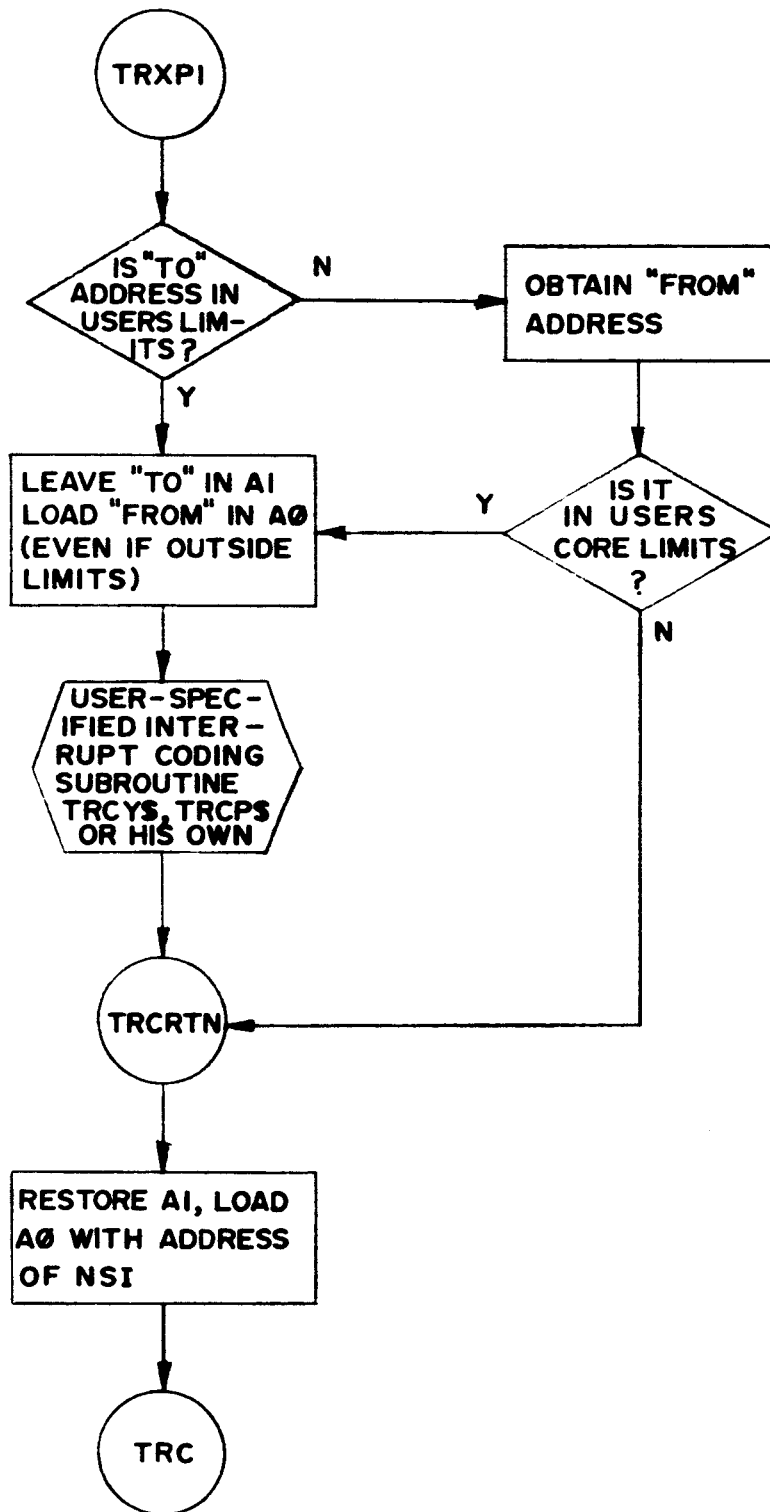 TRXPI
IS "TO"
ADDRESS IN
USERS LIM-
ITS?
N
Y
OBTAIN "FROM"
ADDRESS
LEAVE "TO" IN A1
LOAD "FROM" IN AØ
(EVEN IF OUTSIDE
LIMITS)
Y
IS IT
IN USERS
CORE LIMITS
?
N
USER-SPEC-
IFIED INTER-
RUPT CODING
SUBROUTINE
TRCY$, TRCP$
OR HIS OWN
TRCRTN
RESTORE A1, LOAD
AØ WITH ADDRESS
OF NSI
TRC